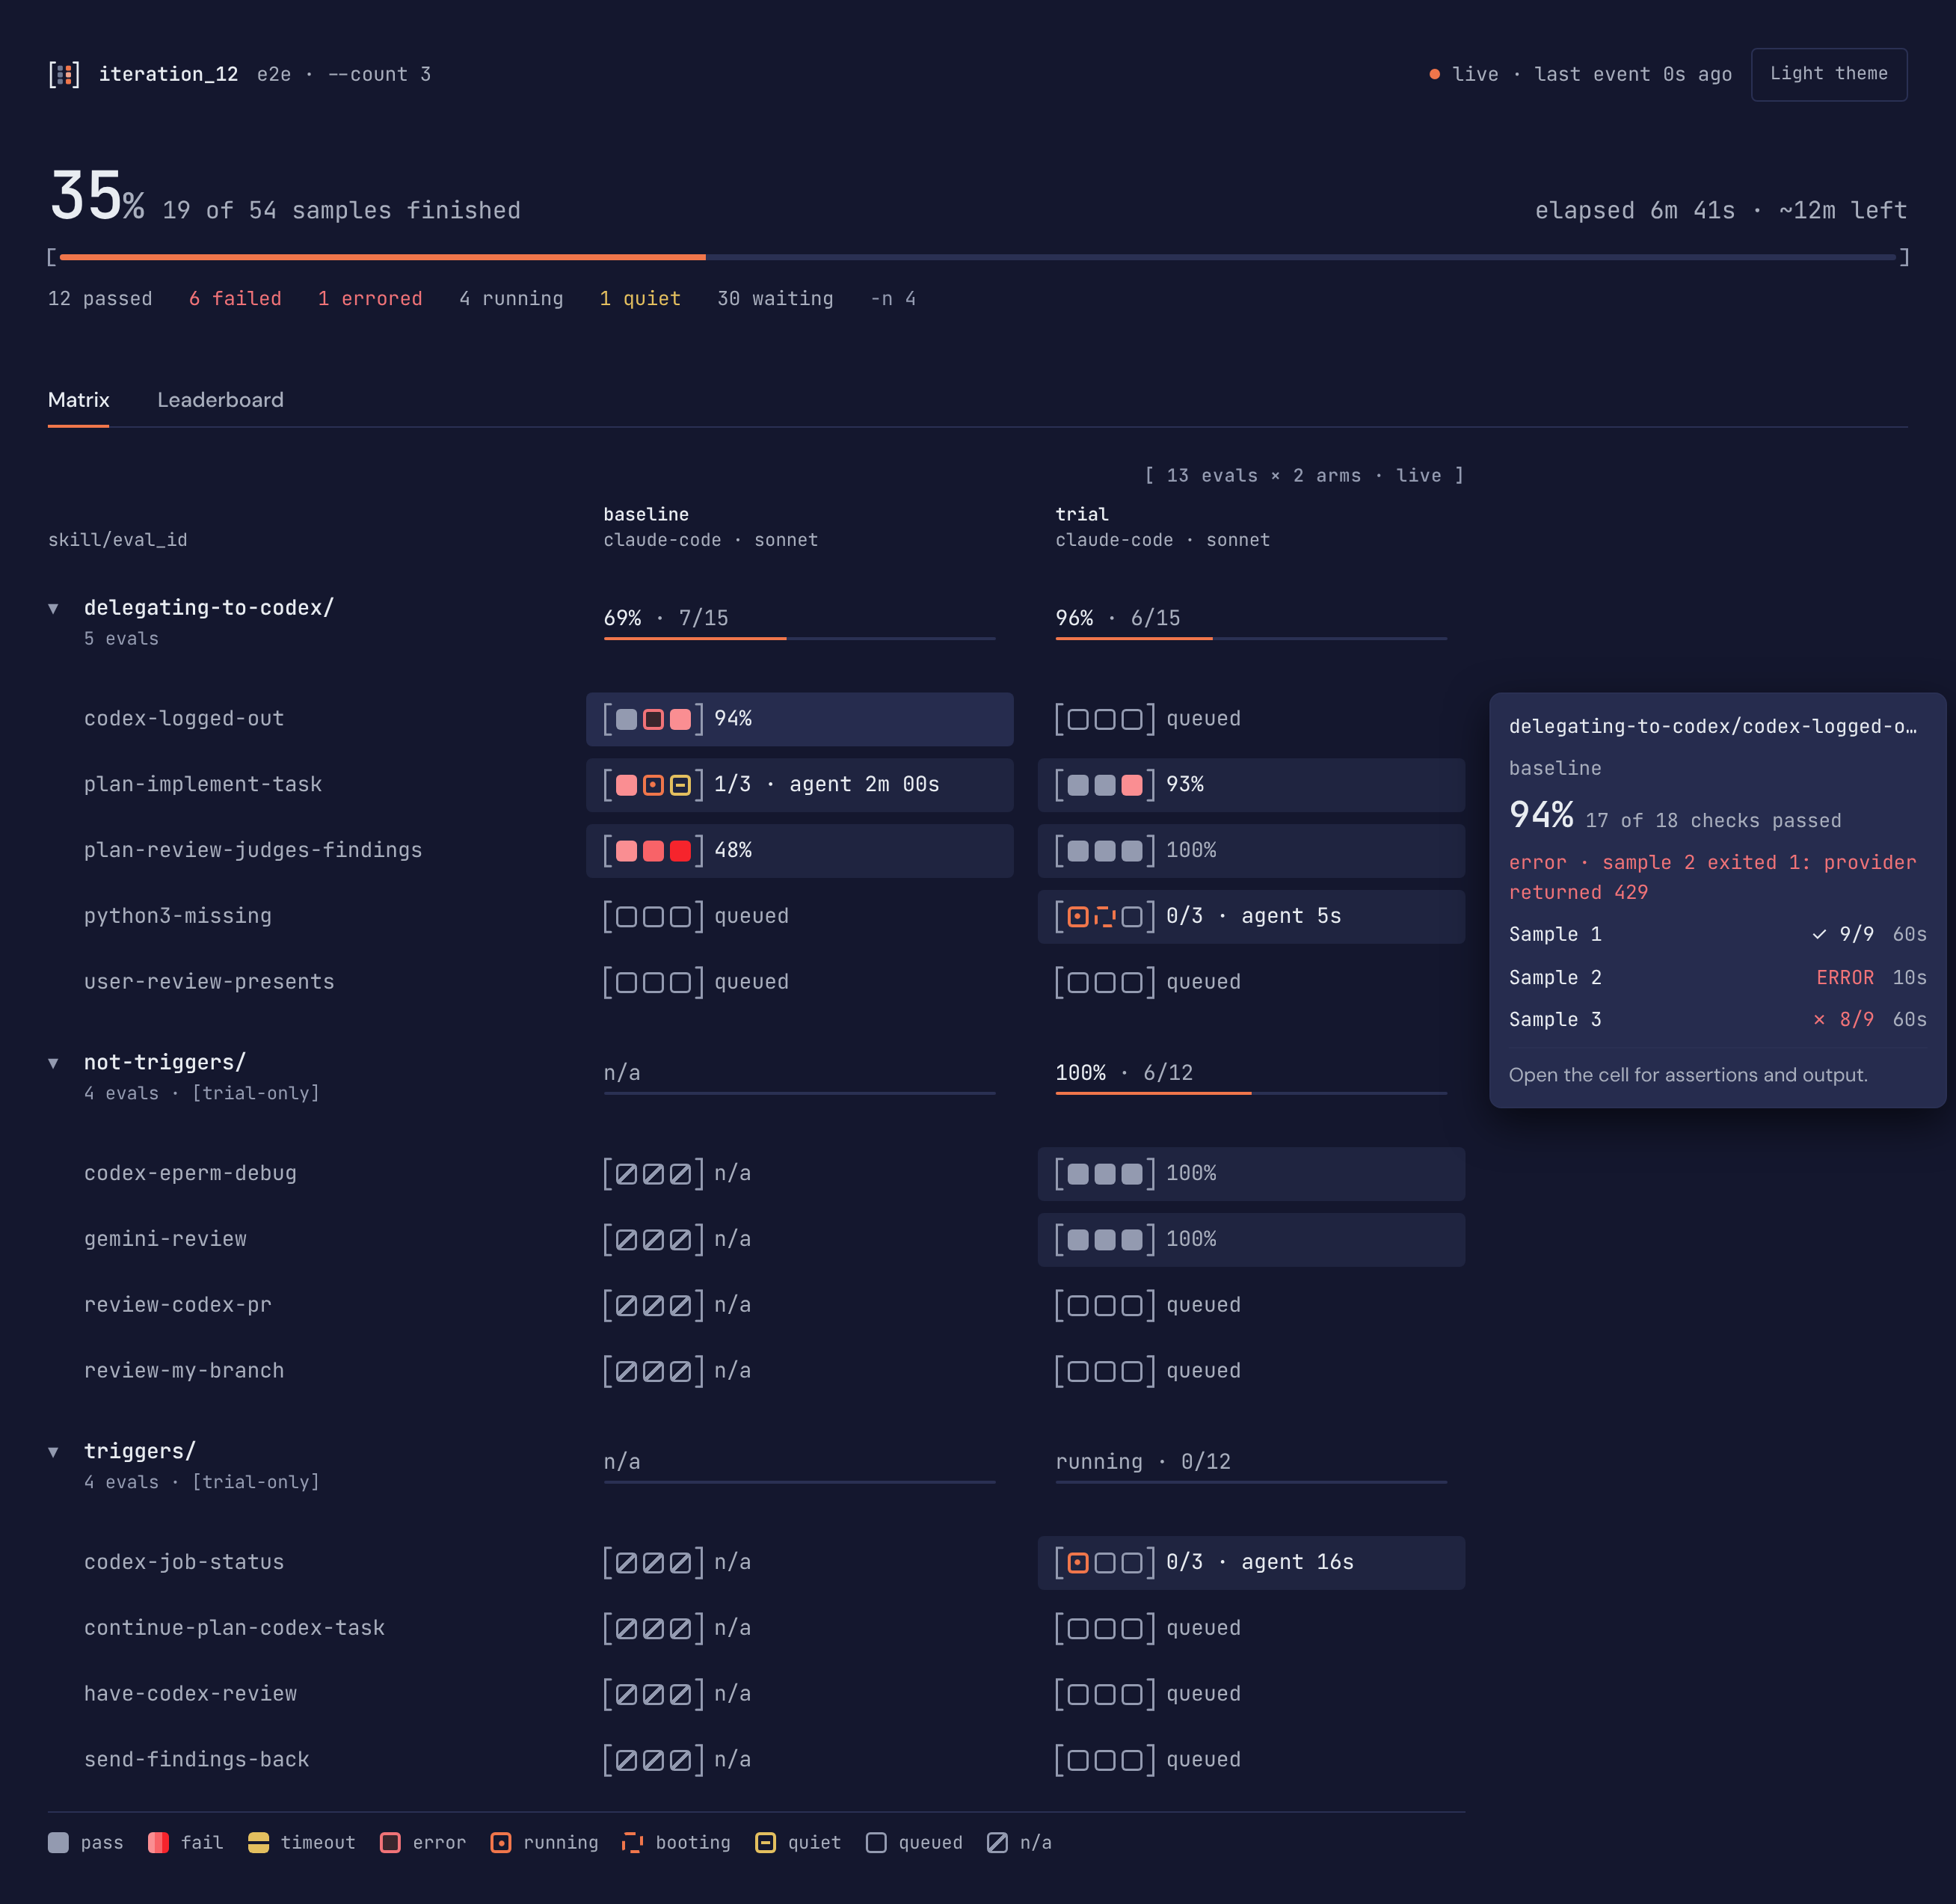 iteration_12 e2e · --count 3
live · last event 0s ago
Light theme
35% 19 of 54 samples finished
elapsed 6m 41s · ~12m left
12 passed 6 failed 1 errored 4 running 1 quiet 30 waiting -n 4
Matrix Leaderboard
[ 13 evals × 2 arms · live ]
baseline
claude-code · sonnet
trial
claude-code · sonnet
skill/eval_id
▼ delegating-to-codex/
5 evals
69% · 7/15
96% · 6/15
codex-logged-out 94% queued
plan-implement-task 1/3 · agent 2m 00s 93%
plan-review-judges-findings 48% 100%
python3-missing queued 0/3 · agent 5s
user-review-presents queued queued
▼ not-triggers/
4 evals · [trial-only]
n/a
100% · 6/12
codex-eperm-debug n/a 100%
gemini-review n/a 100%
review-codex-pr n/a queued
review-my-branch n/a queued
▼ triggers/
4 evals · [trial-only]
n/a
running · 0/12
codex-job-status n/a 0/3 · agent 16s
continue-plan-codex-task n/a queued
have-codex-review n/a queued
send-findings-back n/a queued
pass fail timeout error running booting quiet queued n/a
delegating-to-codex/codex-logged-o…
baseline
94% 17 of 18 checks passed
error · sample 2 exited 1: provider
returned 429
Sample 1 ✓ 9/9 60s
Sample 2 ERROR 10s
Sample 3 × 8/9 60s
Open the cell for assertions and output.